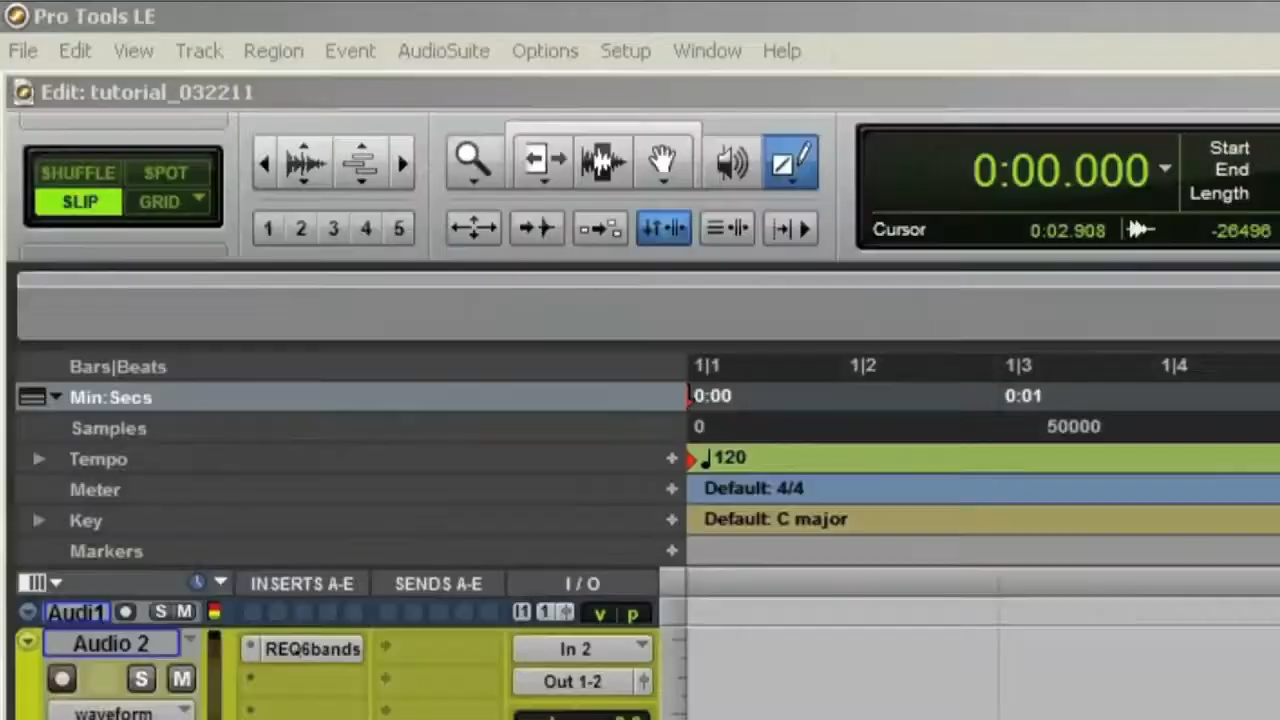 Pro Tools LE
File Edit View Track Region Event AudioSuite Options Setup Window Help
Edit: tutorial_032211
SHUFFLE SPOT
SLIP GRID
1 2 3 4 5
0:00.000
Start
End
Length
Cursor 0:02.908 -26496
Bars|Beats 1|1 1|2 1|3 1|4
Min:Secs 0:00 0:01
Samples 0 50000
Tempo 120
Meter Default: 4/4
Key Default: C major
Markers
INSERTS A-E SENDS A-E I / O
Audi1 S M v p
Audio 2 REQ6bands In 2
S M Out 1-2
waveform